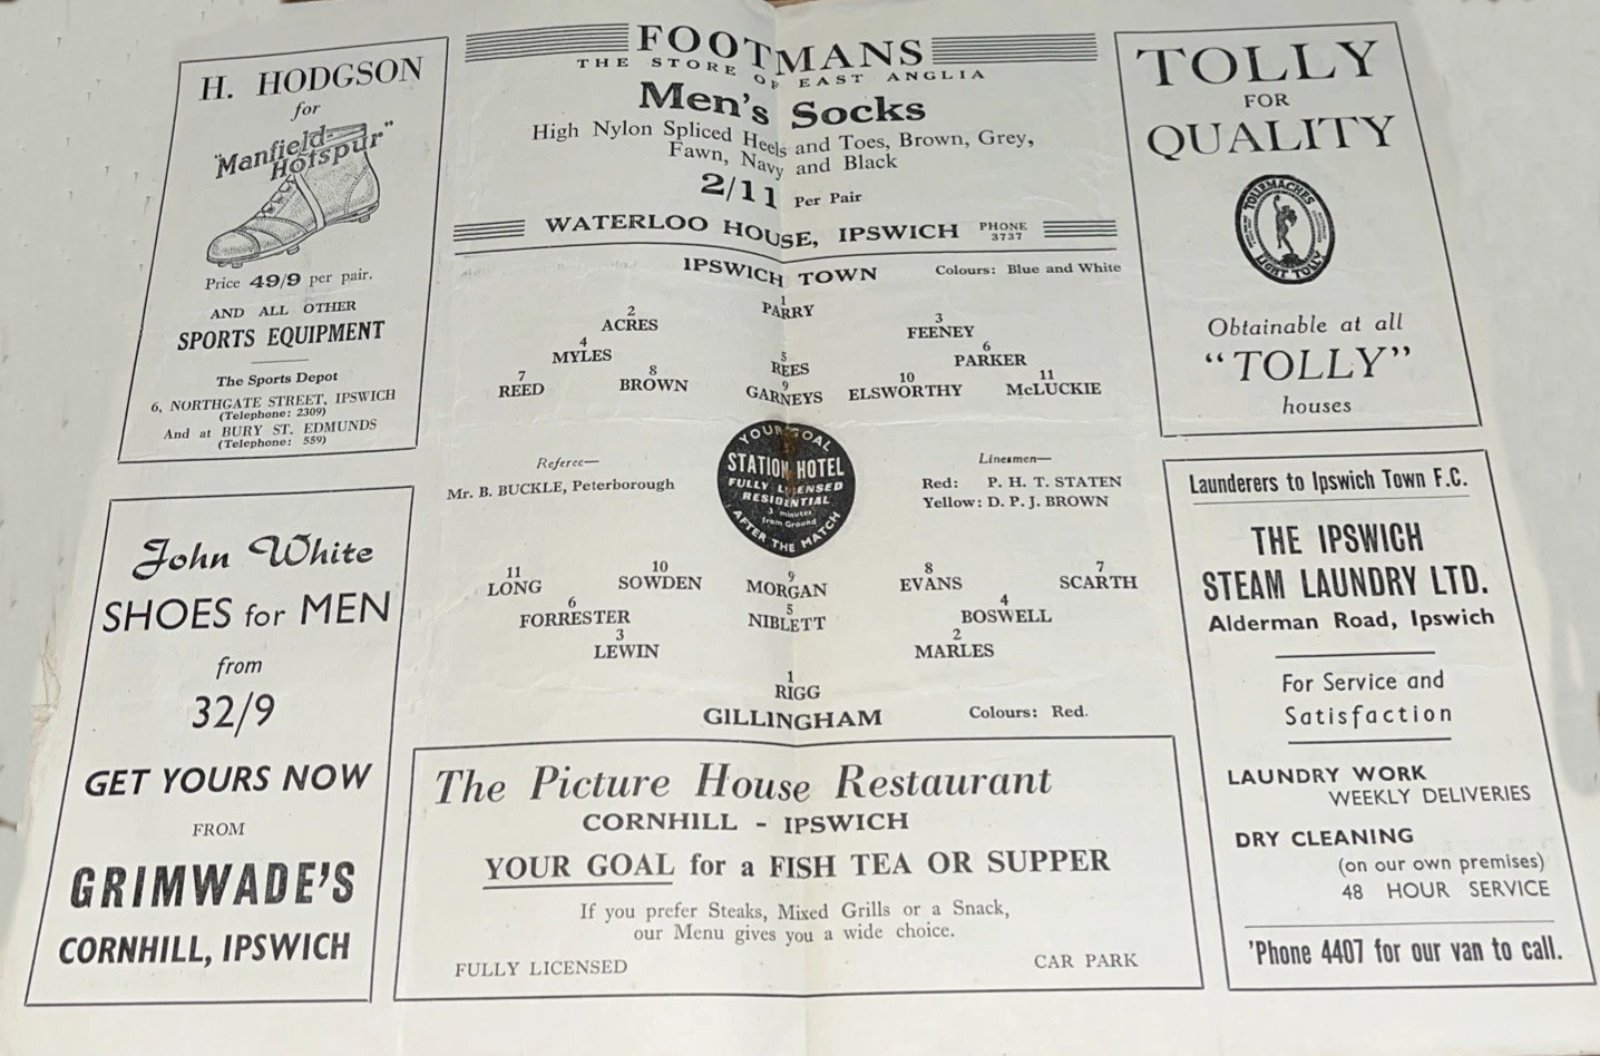 H. HODGSON
for
"Manfield
Hotspur"
Price 49/9 per pair.
AND ALL OTHER
SPORTS EQUIPMENT
The Sports Depot
6, NORTHGATE STREET, IPSWICH
(Telephone: 2309)
And at BURY ST. EDMUNDS
(Telephone: 559)
John White
SHOES for MEN
from
32/9
GET YOURS NOW
FROM
GRIMWADE'S
CORNHILL, IPSWICH
FOOTMANS
THE STORE OF EAST ANGLIA
Men's Socks
High Nylon Spliced Heels and Toes, Brown, Grey,
Fawn, Navy and Black
2/11 Per Pair
WATERLOO HOUSE, IPSWICH PHONE 3737
IPSWICH TOWN Colours: Blue and White
1
PARRY
2 3
ACRES FEENEY
4 5 6
MYLES REES PARKER
7 8 9 10 11
REED BROWN GARNEYS ELSWORTHY McLUCKIE
Referee—
Mr. B. BUCKLE, Peterborough
YOUR GOAL
STATION HOTEL
FULLY LICENSED
RESIDENTIAL
3 minutes
from Ground
AFTER THE MATCH
Linesmen—
Red: P. H. T. STATEN
Yellow: D. P. J. BROWN
11 10 9 8 7
LONG SOWDEN MORGAN EVANS SCARTH
6 5 4
FORRESTER NIBLETT BOSWELL
3 2
LEWIN MARLES
1
RIGG
GILLINGHAM Colours: Red.
The Picture House Restaurant
CORNHILL - IPSWICH
YOUR GOAL for a FISH TEA OR SUPPER
If you prefer Steaks, Mixed Grills or a Snack,
our Menu gives you a wide choice.
FULLY LICENSED CAR PARK
TOLLY
FOR
QUALITY
TOLLEMACHES
LIGHT TOLLY
Obtainable at all
"TOLLY"
houses
Launderers to Ipswich Town F.C.
THE IPSWICH
STEAM LAUNDRY LTD.
Alderman Road, Ipswich
For Service and
Satisfaction
LAUNDRY WORK
WEEKLY DELIVERIES
DRY CLEANING
(on our own premises)
48 HOUR SERVICE
'Phone 4407 for our van to call.